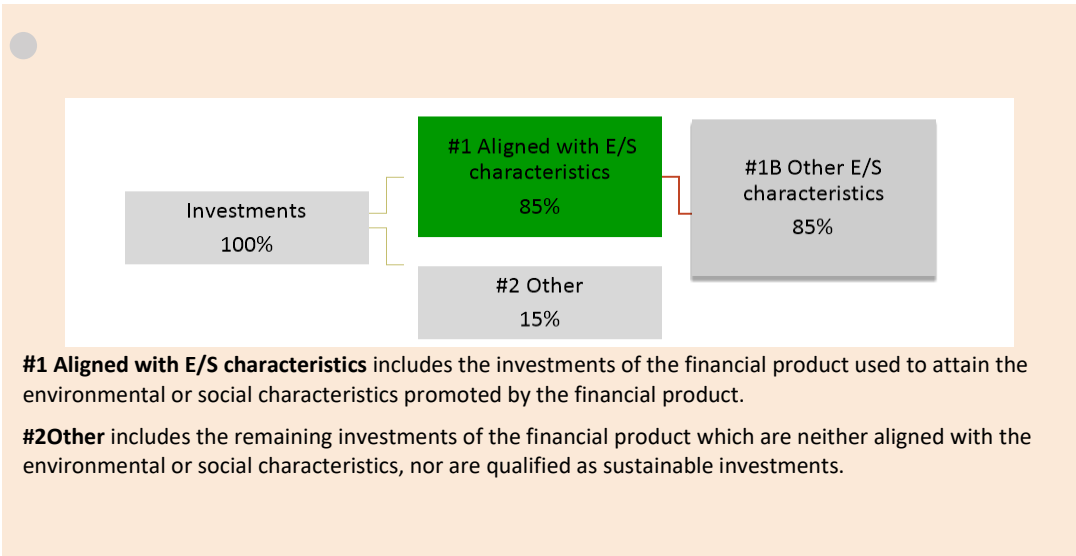 #1 Aligned with E/S
characteristics
85%
#1B Other E/S
characteristics
85%
Investments
100%
#2 Other
15%
#1 Aligned with E/S characteristics includes the investments of the financial product used to attain the
environmental or social characteristics promoted by the financial product.
#2Other includes the remaining investments of the financial product which are neither aligned with the
environmental or social characteristics, nor are qualified as sustainable investments.